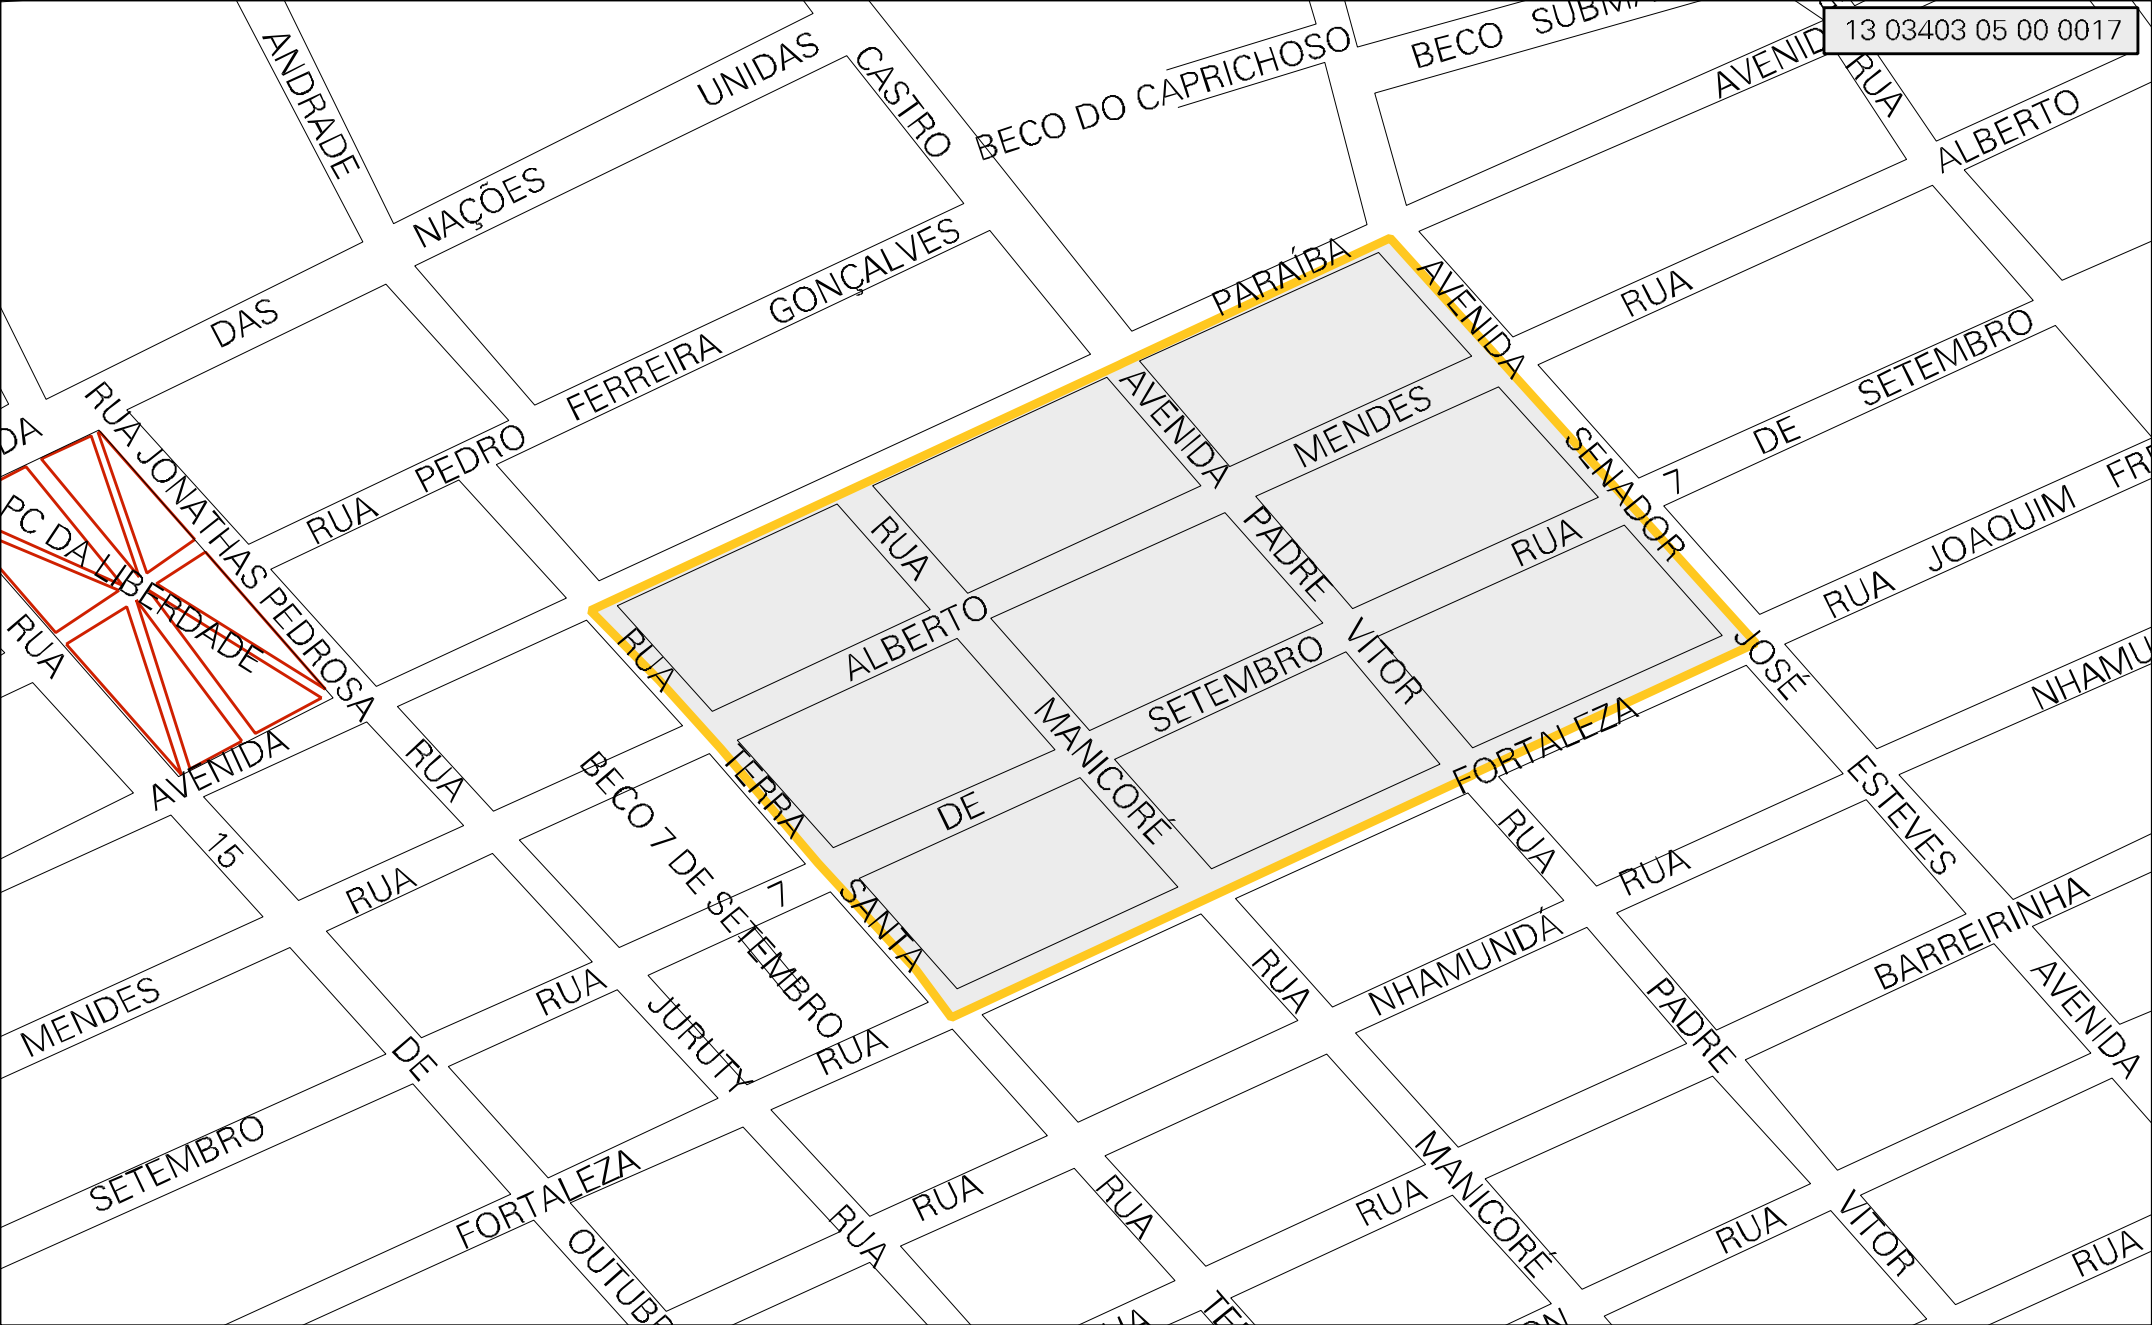 13 03403 05 00 0017
BECO SUBMA
ANDRADE
UNIDAS
CASTRO
BECO DO CAPRICHOSO
AVENID
RUA
ALBERTO
NAÇÕES
GONÇALVES
PARAÍBA
AVENIDA
RUA
DAS
FERREIRA
AVENIDA
MENDES
SETEMBRO
DE
7
DA
RUA JONATHAS PEDROSA
PEDRO
RUA
PC DA LIBERDADE
RUA
RUA
PADRE
RUA
SENADOR
RUA JOAQUIM FRE
ALBERTO
RUA
SETEMBRO
VITOR
JOSÉ
NHAMU
AVENIDA
RUA
TERRA
MANICORÉ
FORTALEZA
BECO 7 DE SETEMBRO
DE
ESTEVES
15
RUA
7
SANTA
RUA
RUA
BARREIRINHA
MENDES
RUA
JURUTY
RUA
RUA
NHAMUNDÁ
PADRE
AVENIDA
DE
SETEMBRO
FORTALEZA
RUA
RUA
RUA
MANICORÉ
RUA
VITOR
RUA
OUTUB
RUA
TE